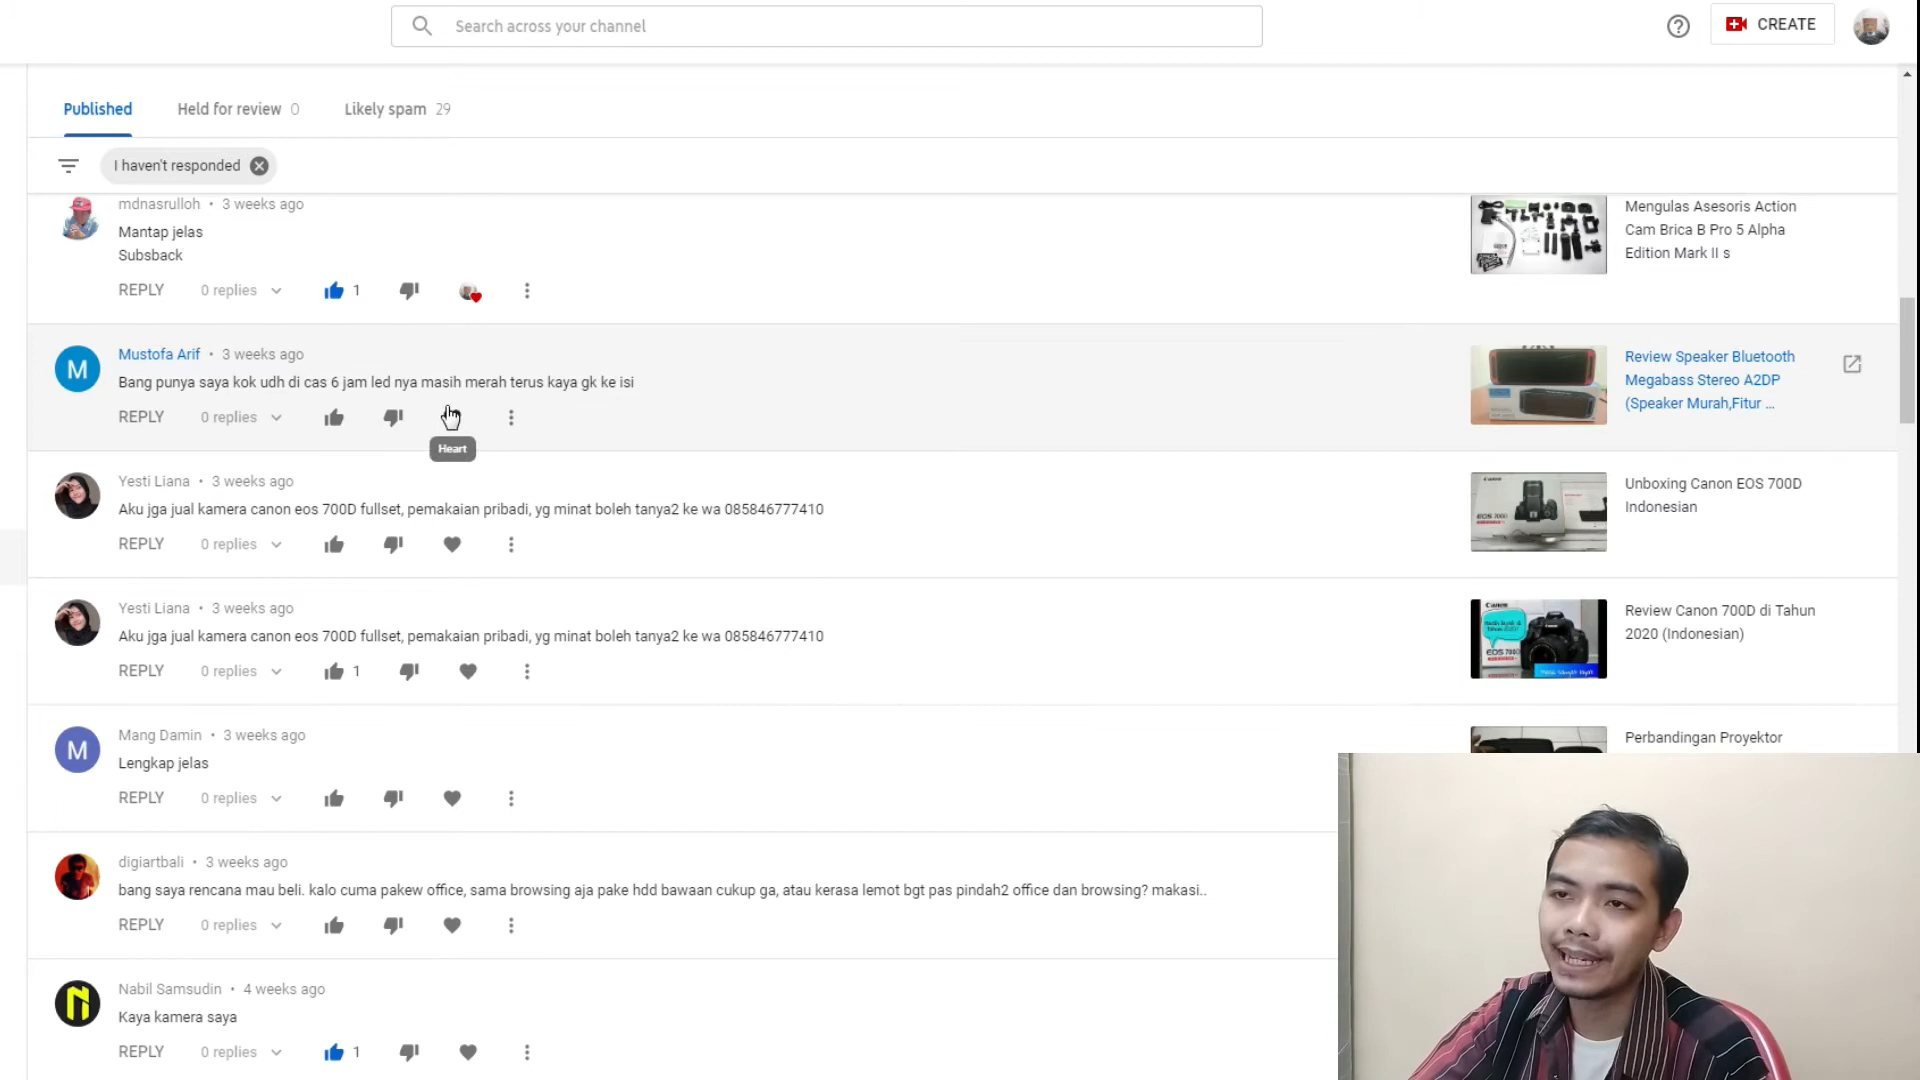 Search across your channel
CREATE
Published
Held for review 0
Likely spam 29
I haven't responded
mdnasrulloh • 3 weeks ago
Mantap jelas
Subsback
REPLY 0 replies 1
Mengulas Asesoris Action
Cam Brica B Pro 5 Alpha
Edition Mark II s
M
Mustofa Arif • 3 weeks ago
Bang punya saya kok udh di cas 6 jam led nya masih merah terus kaya gk ke isi
REPLY 0 replies
Heart
Review Speaker Bluetooth
Megabass Stereo A2DP
(Speaker Murah,Fitur ...
Yesti Liana • 3 weeks ago
Aku jga jual kamera canon eos 700D fullset, pemakaian pribadi, yg minat boleh tanya2 ke wa 085846777410
REPLY 0 replies
Canon
EOS 700D
Unboxing Canon EOS 700D
Indonesian
Yesti Liana • 3 weeks ago
Aku jga jual kamera canon eos 700D fullset, pemakaian pribadi, yg minat boleh tanya2 ke wa 085846777410
REPLY 0 replies 1
Canon
EOS 700D
Review Canon 700D di Tahun
2020 (Indonesian)
M
Mang Damin • 3 weeks ago
Lengkap jelas
REPLY 0 replies
Perbandingan Proyektor
digiartbali • 3 weeks ago
bang saya rencana mau beli. kalo cuma pakew office, sama browsing aja pake hdd bawaan cukup ga, atau kerasa lemot bgt pas pindah2 office dan browsing? makasi..
REPLY 0 replies
N
Nabil Samsudin • 4 weeks ago
Kaya kamera saya
REPLY 0 replies 1